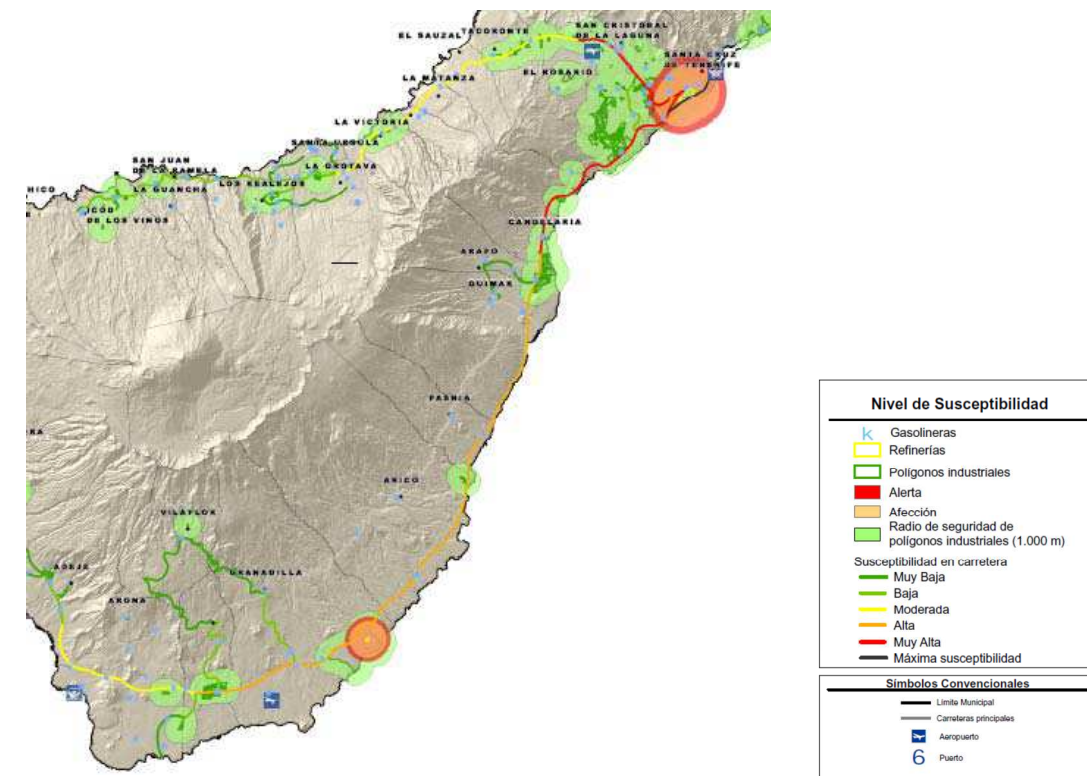 EL SAUZAL
TACORONTE
SAN CRISTOBAL
DE LA LAGUNA
SANTA CRUZ
DE TENERIFE
EL ROSARIO
LA MATANZA
LA VICTORIA
SANTA URSULA
LA OROTAVA
SAN JUAN
DE LA RAMBLA
LOS REALEJOS
LA GUANCHA
HICO
ICOD
DE LOS VINOS
CANDELARIA
ARAFO
GUIMAR
FASNIA
ARICO
VILAFLOR
GRANADILLA
ADEJE
ARONA
RA
Nivel de Susceptibilidad
k Gasolineras
Refinerías
Polígonos industriales
Alerta
Afección
Radio de seguridad de
polígonos industriales (1.000 m)
Susceptibilidad en carretera
Muy Baja
Baja
Moderada
Alta
Muy Alta
Máxima susceptibilidad
Símbolos Convencionales
Límite Municipal
Carreteras principales
Aeropuerto
6 Puerto